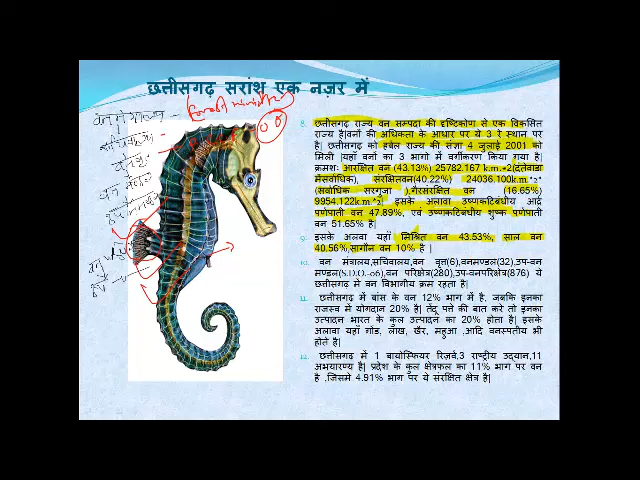 छत्तीसगढ़ सरांश एक नज़र में
8. छत्तीसगढ़ राज्य वन सम्पदा की दृष्टिकोण से एक विकसित
राज्य है|वनों की अधिकता के आधार पर ये 3 रे स्थान पर
है| छत्तीसगढ़ को हर्बल राज्य की संज्ञा 4 जुलाई 2001 को
मिली |यहाँ वनों का 3 भागो में वर्गीकरण किया गया है|
क्रमशः आरक्षित वन (43.13%) 25782.167 k.m.*2*(दंतेवाडा
मेंसर्वाधिक), संरक्षितवन(40.22%) 24036.100k.m*2*
(सर्वाधिक सरगुजा ),गैरसंरक्षित वन (16.65%)
9954.122k.m*2| इसके अलावा उष्णकटिबंधीय आर्द्र
पर्णपाती वन 47.89%, एवं उष्णकटिबंधीय शुष्क पर्णपाती
वन 51.65% है|
9. इसके अलवा यहाँ मिश्रित वन 43.53%, साल वन
40.56%,सागौन वन 10% है |
10. वन मंत्रालय,सचिवालय,वन वृत्त(6),वनमंडल(32),उप-वन
मण्डल(S.D.O.-o6),वन परिक्षेत्र(280),उप-वनपरिक्षेत्र(876) ये
छत्तीसगढ़ में वन विभागीय क्रम रहता है|
11. छत्तीसगढ़ में बांस के वन 12% भाग में है, जबकि इनका
राजस्व में योगदान 20% है| तेंदू पत्ते की बात करे तो इनका
उत्पादन भारत के कुल उत्पादन का 20% होता है| इसके
अलावा यहाँ गोंड, लाख, खैर, महुआ ,आदि वनस्पतीय भी
होते है|
12. छत्तीसगढ़ में 1 बायोस्फियर रिज़र्व,3 राष्ट्रीय उद्यान,11
अभयारण्य है| प्रदेश के कुल क्षेत्रफल का 11% भाग पर वन
है ,जिसमे 4.91% भाग पर ये संरक्षित क्षेत्र है|